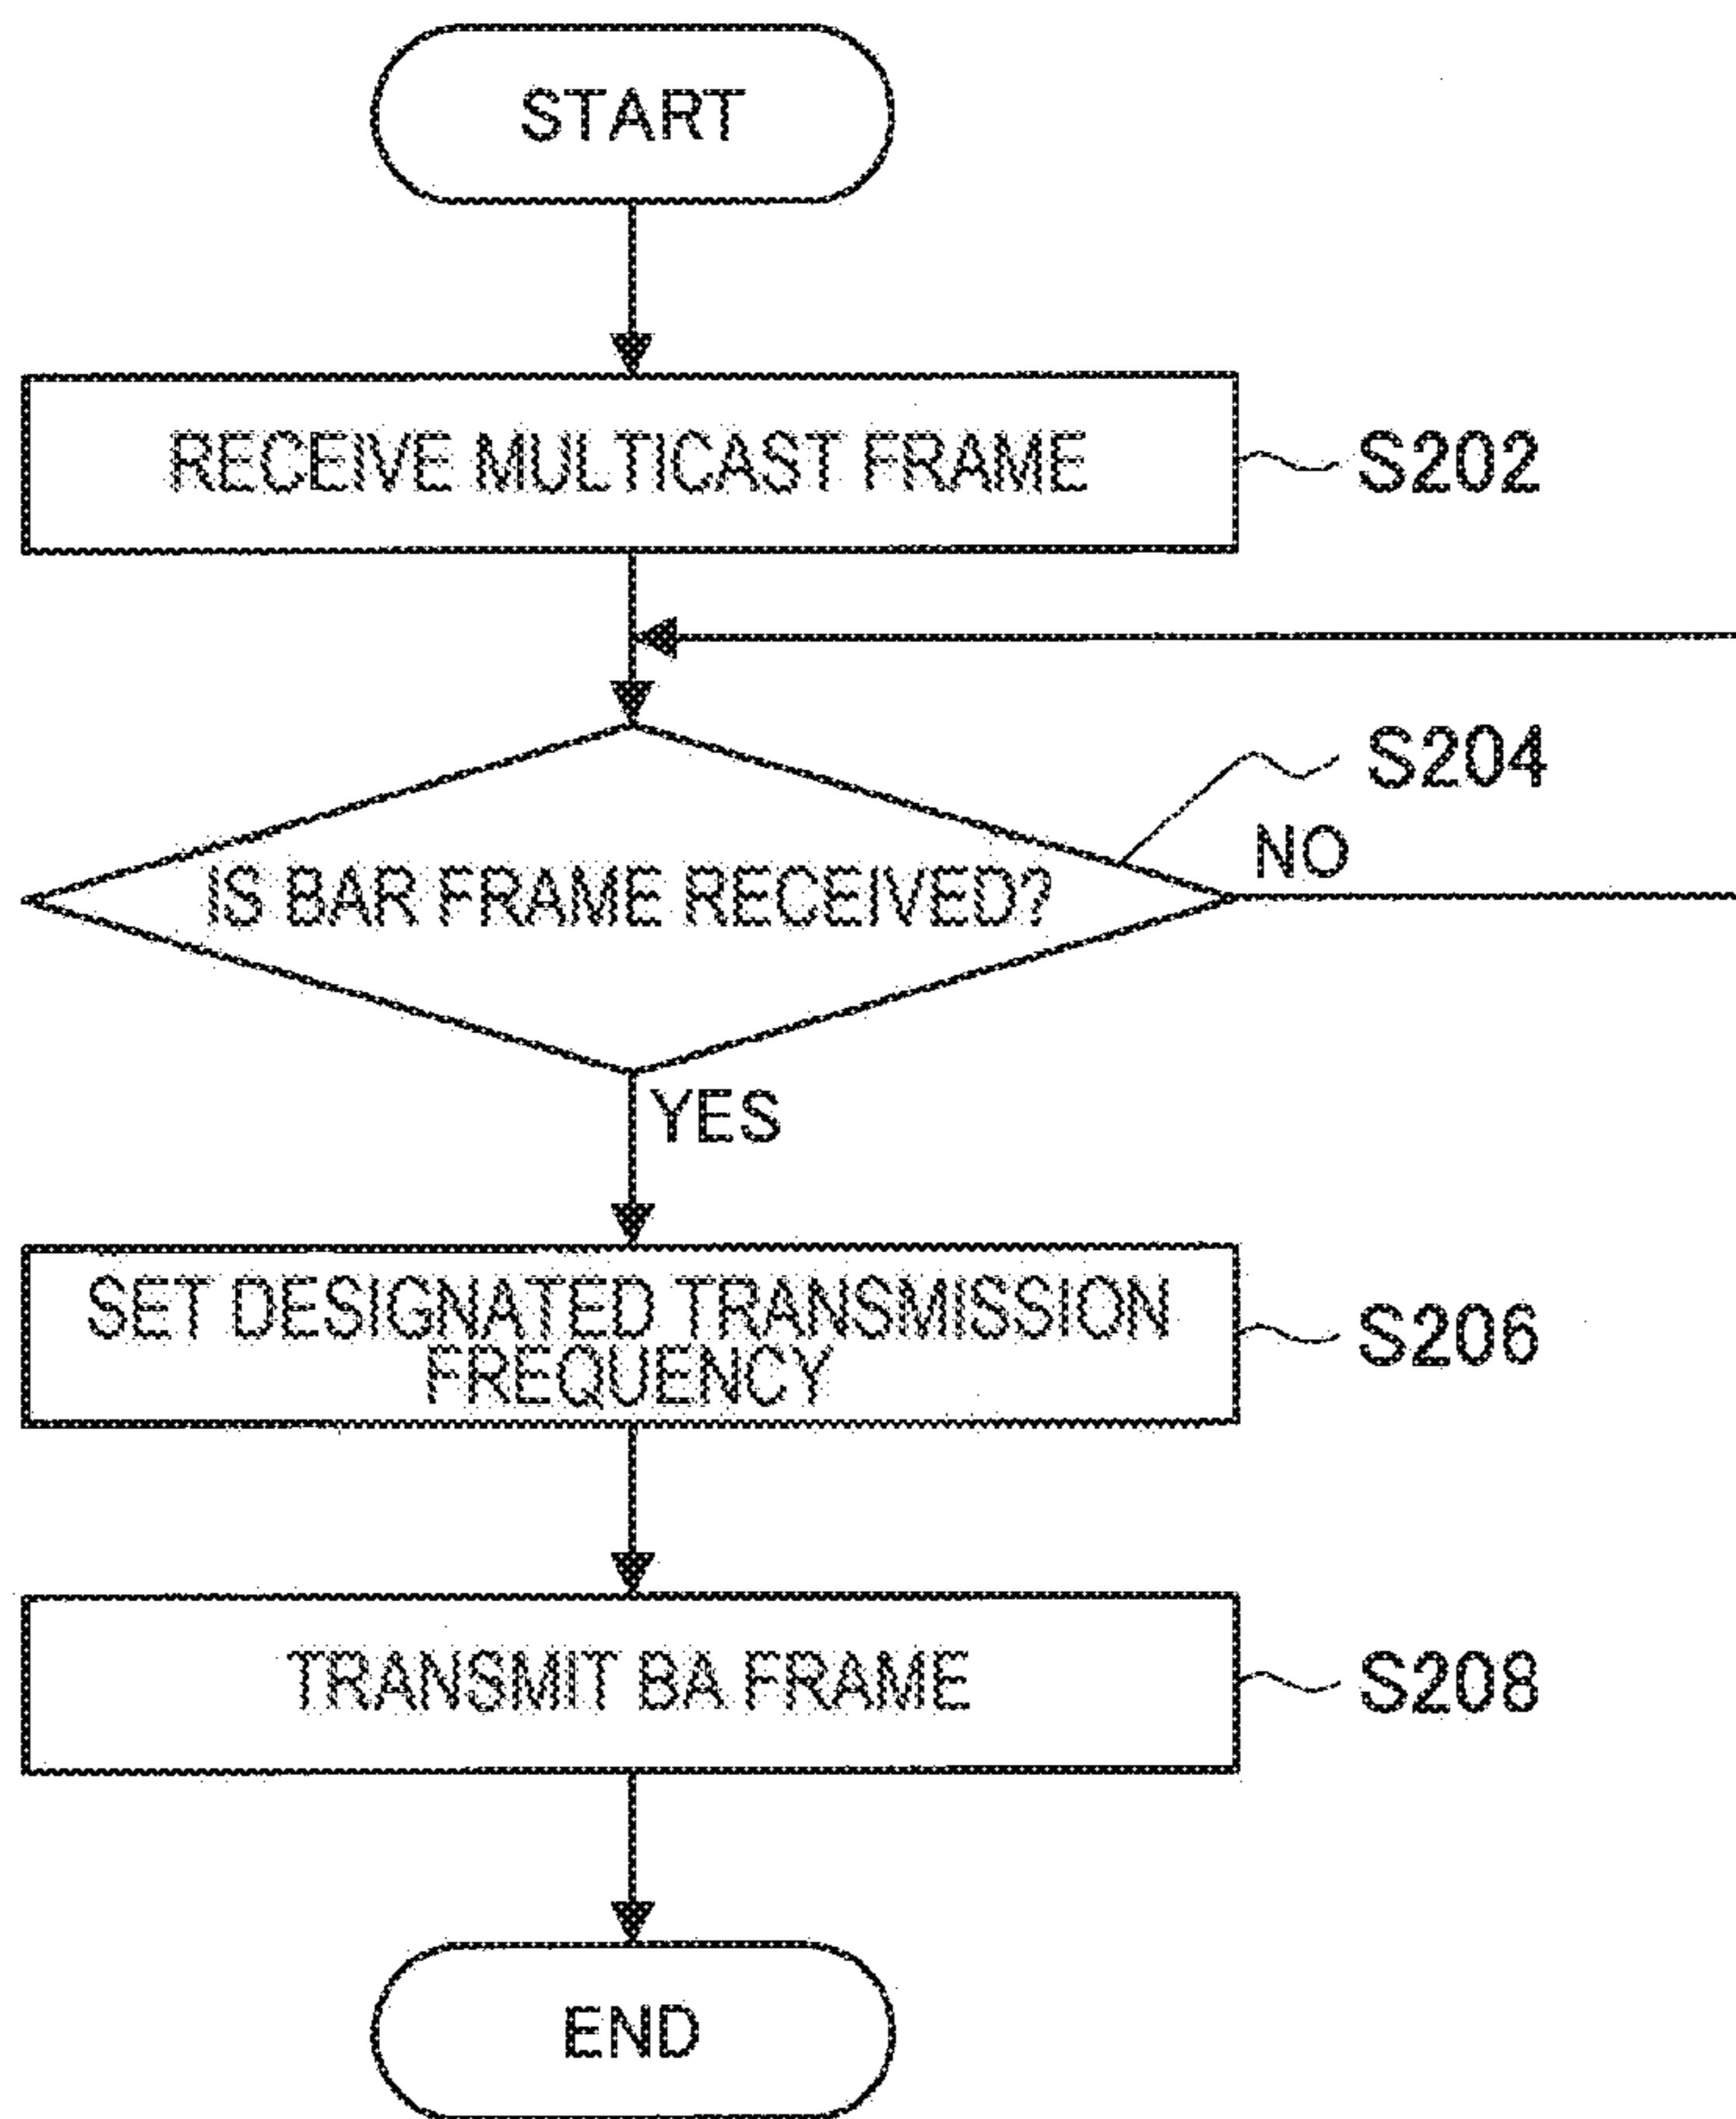 START
RECEIVE MULTICAST FRAME
S202
S204
NO
IS BAR FRAME RECEIVED?
YES
SET DESIGNATED TRANSMISSION
FREQUENCY
S206
TRANSMIT BA FRAME
S208
END